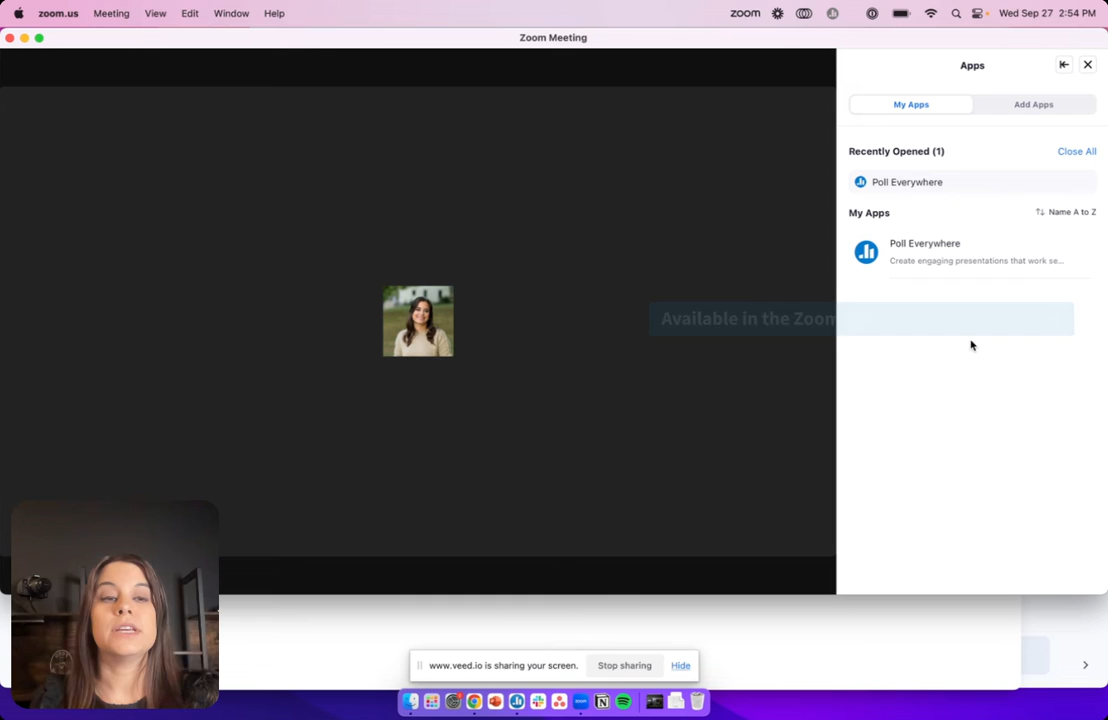 zoom.us Meeting View Edit Window Help zoom Wed Sep 27 2:54 PM
Zoom Meeting
Apps
My Apps Add Apps
Recently Opened (1) Close All
Poll Everywhere
My Apps Name A to Z
Poll Everywhere
Create engaging presentations that work se...
Available in the Zoom
www.veed.io is sharing your screen. Stop sharing Hide
zoom